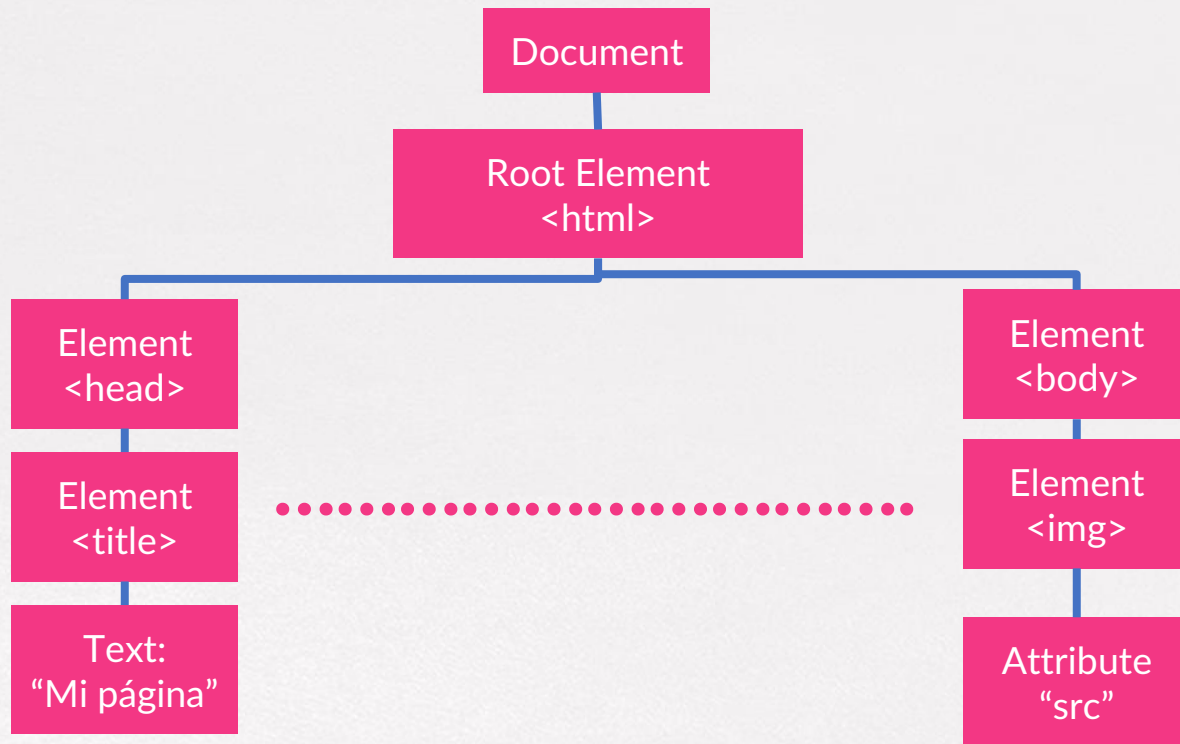 Document
Root Element
<html>
Element
<head>
Element
<body>
Element
<title>
Element
<img>
Text:
“Mi página”
Attribute
“src”